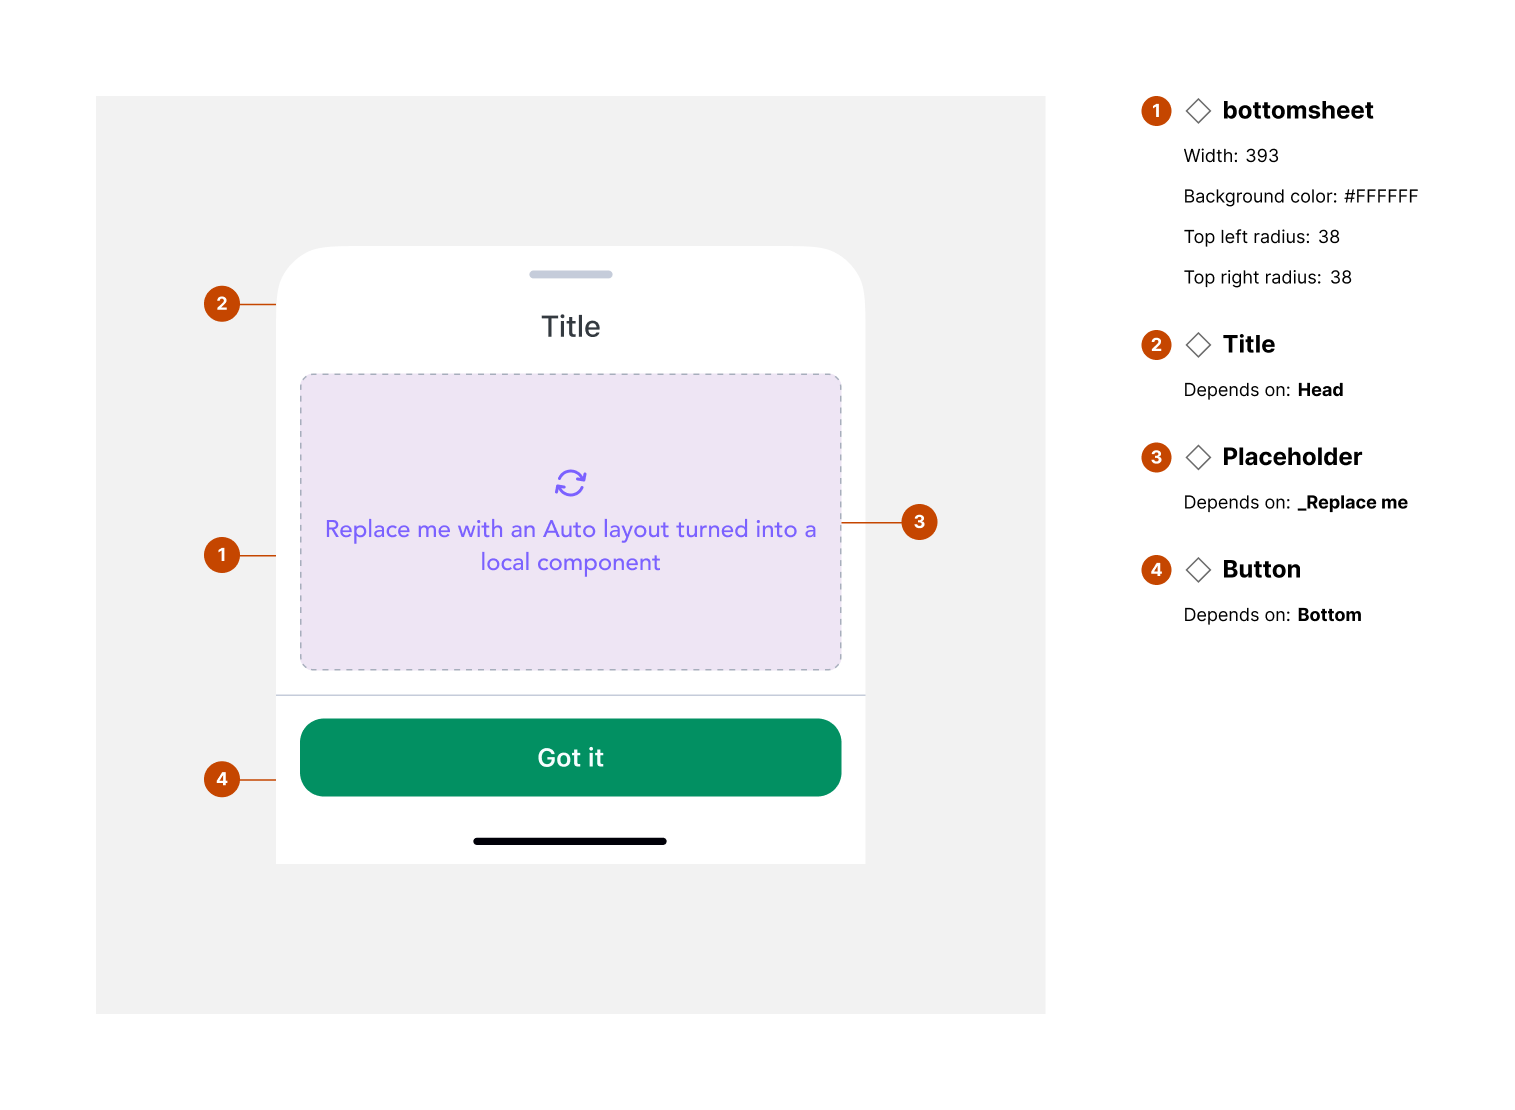 2
Title
Replace me with an Auto layout turned into a
local component
3
1
Got it
4
1 bottomsheet
Width: 393
Background color: #FFFFFF
Top left radius: 38
Top right radius: 38
2 Title
Depends on: Head
3 Placeholder
Depends on: _Replace me
4 Button
Depends on: Bottom